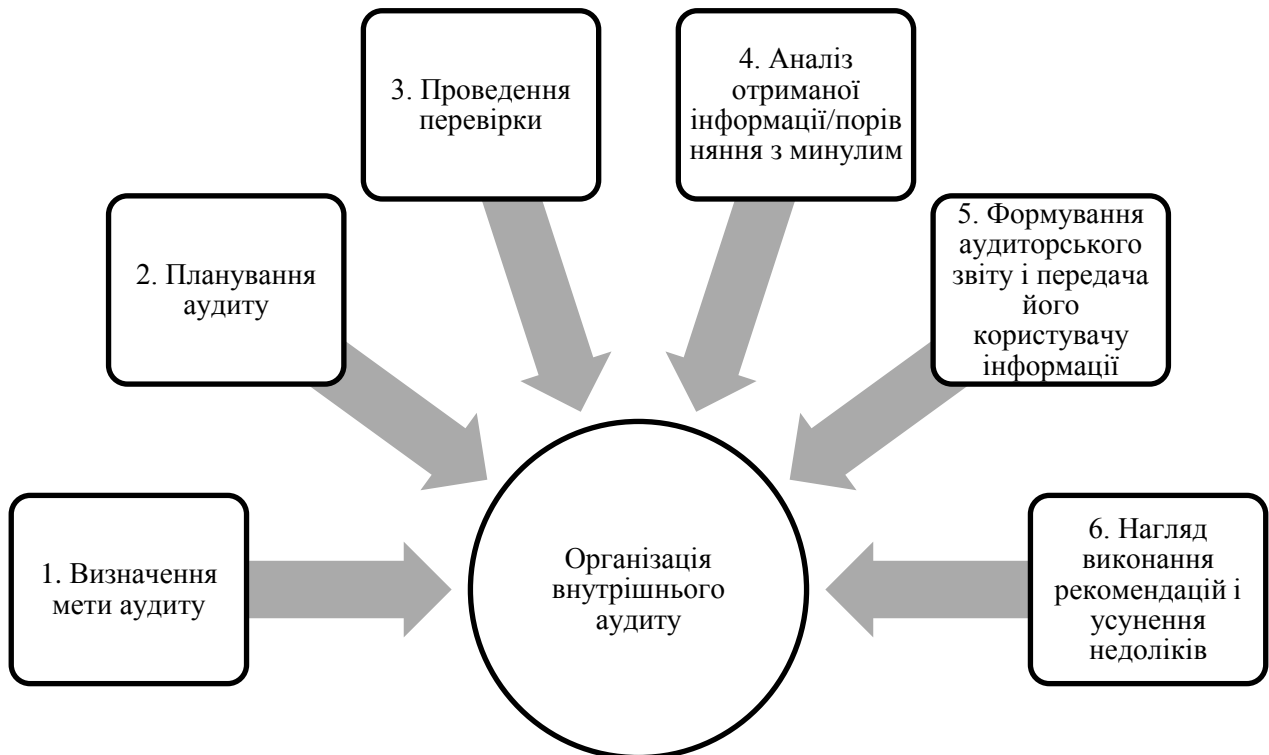 1. Визначення
мети аудиту
2. Планування
аудиту
3. Проведення
перевірки
4. Аналіз
отриманої
інформації/порів
няння з минулим
5. Формування
аудиторського
звіту і передача
його
користувачу
інформації
6. Нагляд
виконання
рекомендацій і
усунення
недоліків
Організація
внутрішнього
аудиту